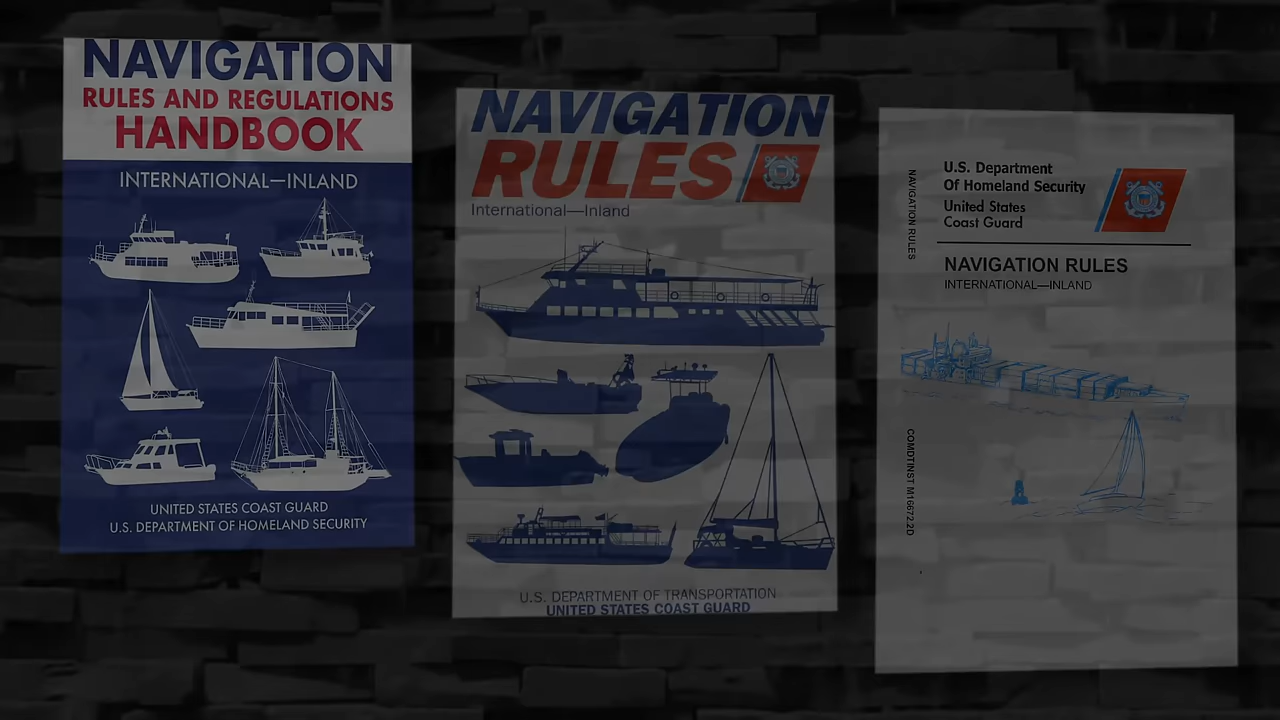 NAVIGATION
RULES AND REGULATIONS
HANDBOOK
INTERNATIONAL—INLAND
UNITED STATES COAST GUARD
U.S. DEPARTMENT OF HOMELAND SECURITY
NAVIGATION
RULES
International—Inland
U.S. DEPARTMENT OF TRANSPORTATION
UNITED STATES COAST GUARD
NAVIGATION RULES
COMDTINST M16672.2D
U.S. Department
Of Homeland Security
United States
Coast Guard
NAVIGATION RULES
INTERNATIONAL—INLAND